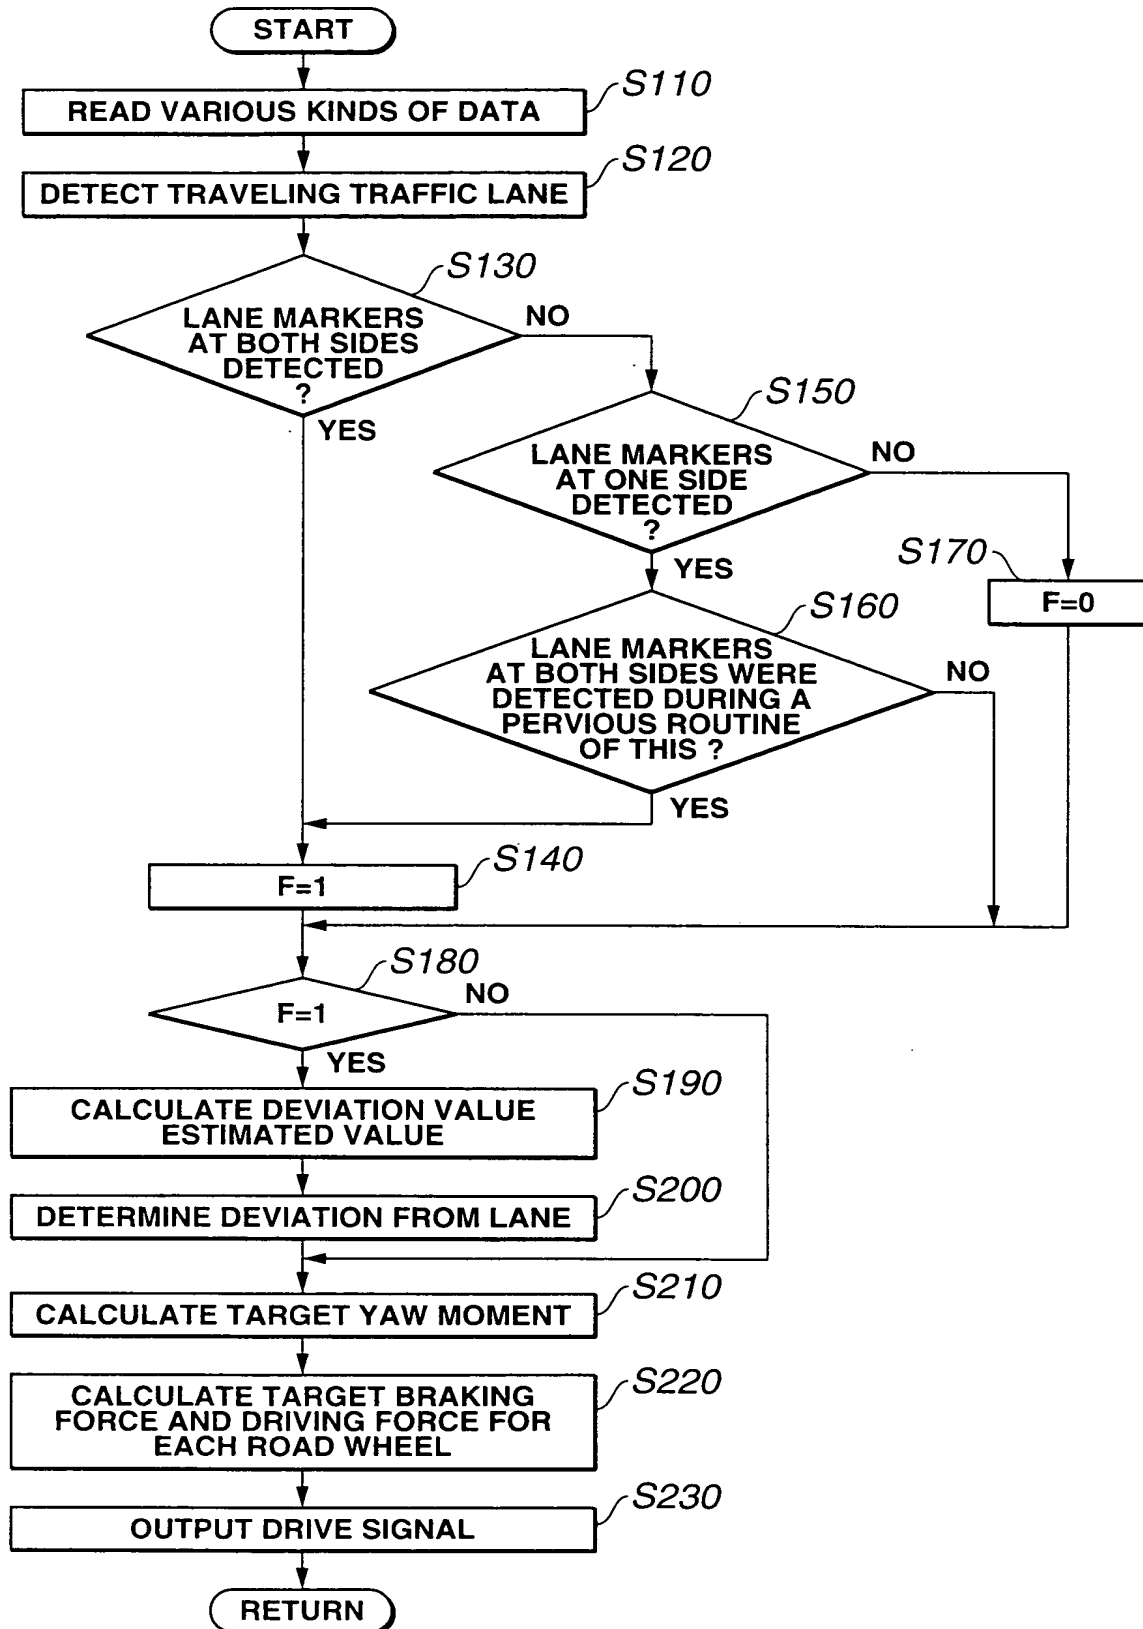 START
S110
READ VARIOUS KINDS OF DATA
S120
DETECT TRAVELING TRAFFIC LANE
S130
LANE MARKERS
AT BOTH SIDES
DETECTED
?
NO
YES
S150
LANE MARKERS
AT ONE SIDE
DETECTED
?
NO
YES
S170
F=0
S160
LANE MARKERS
AT BOTH SIDES WERE
DETECTED DURING A
PERVIOUS ROUTINE
OF THIS ?
NO
YES
S140
F=1
S180
F=1
NO
YES
S190
CALCULATE DEVIATION VALUE
ESTIMATED VALUE
S200
DETERMINE DEVIATION FROM LANE
S210
CALCULATE TARGET YAW MOMENT
S220
CALCULATE TARGET BRAKING
FORCE AND DRIVING FORCE FOR
EACH ROAD WHEEL
S230
OUTPUT DRIVE SIGNAL
RETURN